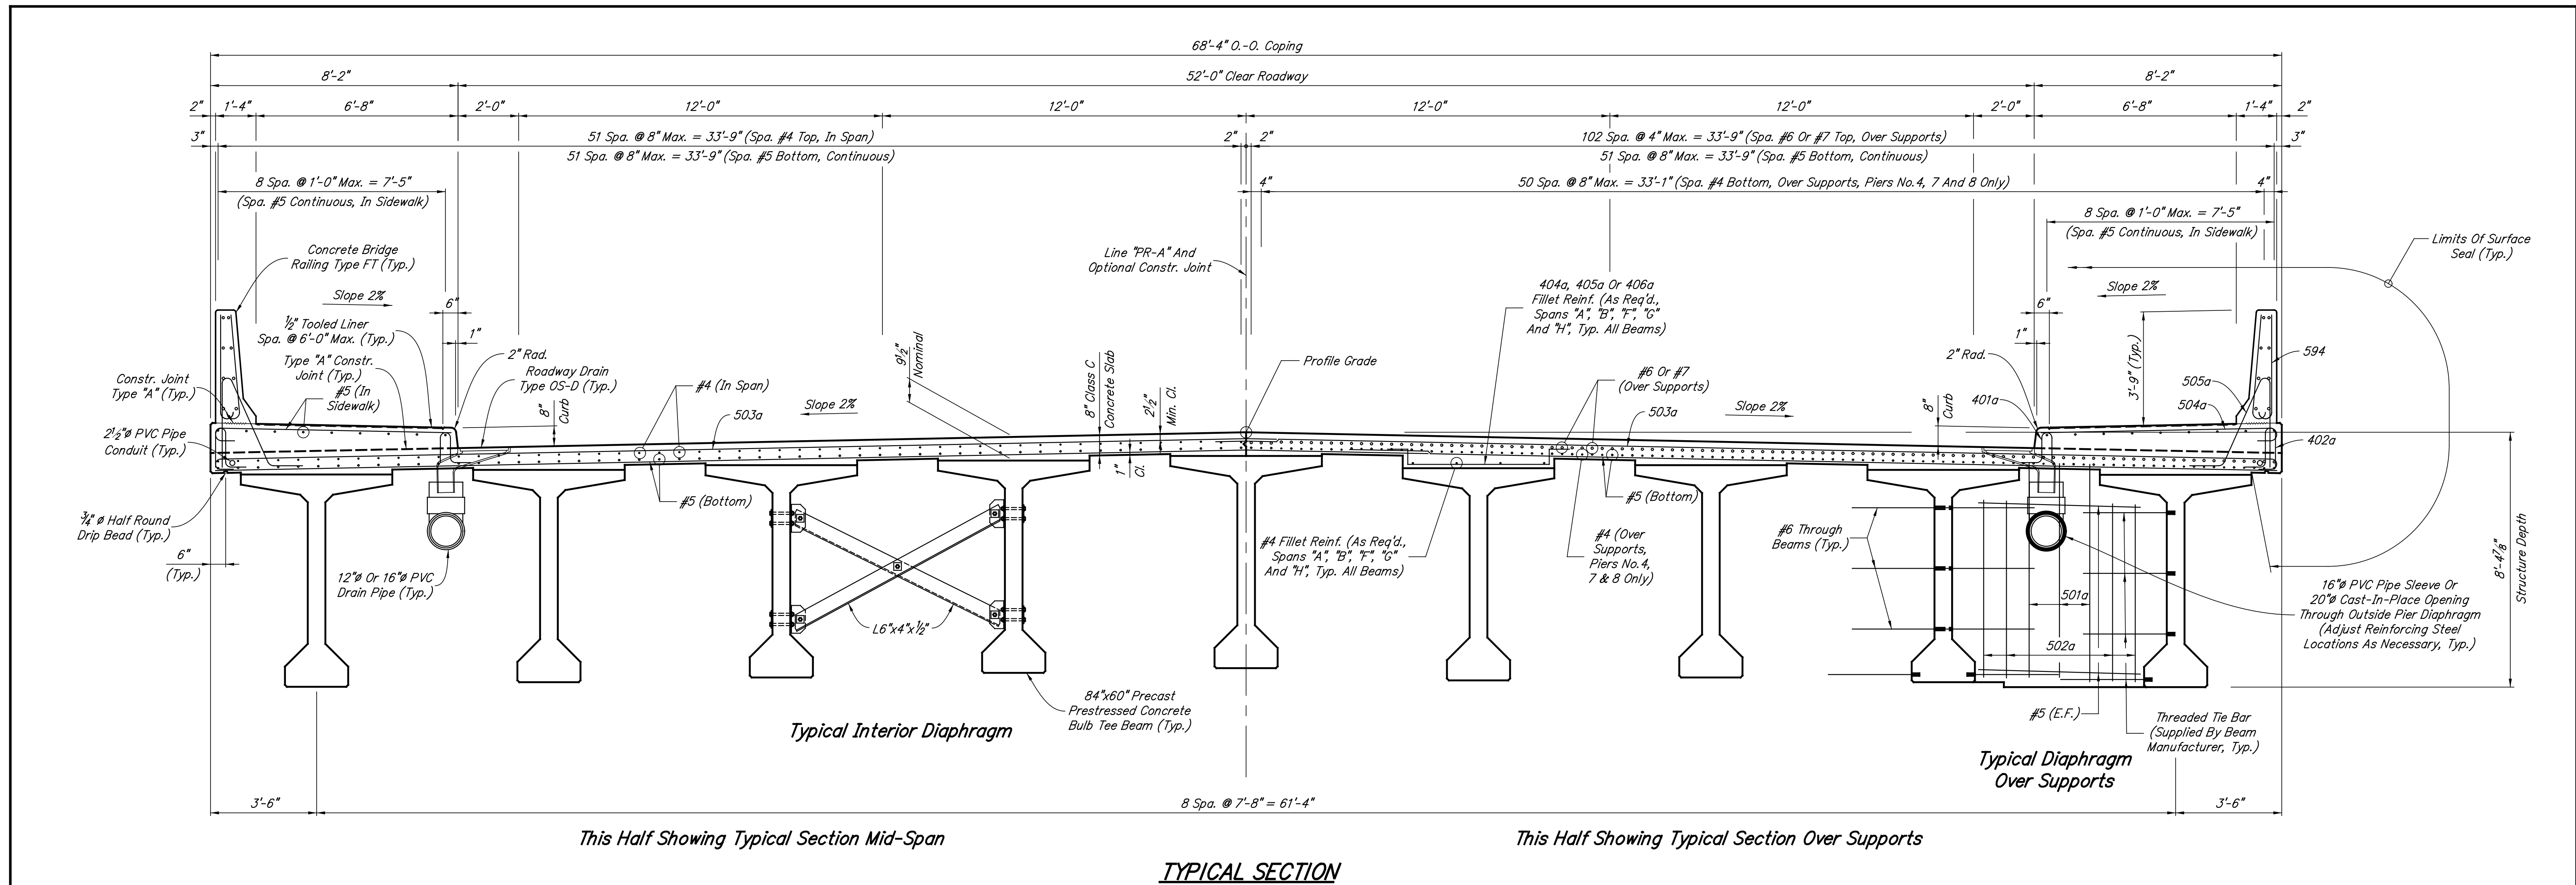 68'-4" O.-O. Coping
8'-2"
52'-0" Clear Roadway
8'-2"
2"
1'-4"
6'-8"
2'-0"
12'-0"
12'-0"
12'-0"
12'-0"
2'-0"
6'-8"
1'-4"
2"
3"
51 Spa. @ 8" Max. = 33'-9" (Spa. #4 Top, In Span)
2"
2"
102 Spa. @ 4" Max. = 33'-9" (Spa. #6 Or #7 Top, Over Supports)
3"
51 Spa. @ 8" Max. = 33'-9" (Spa. #5 Bottom, Continuous)
51 Spa. @ 8" Max. = 33'-9" (Spa. #5 Bottom, Continuous)
8 Spa. @ 1'-0" Max. = 7'-5"
(Spa. #5 Continuous, In Sidewalk)
4"
50 Spa. @ 8" Max. = 33'-1" (Spa. #4 Bottom, Over Supports, Piers No.4, 7 And 8 Only)
4"
8 Spa. @ 1'-0" Max. = 7'-5"
(Spa. #5 Continuous, In Sidewalk)
Concrete Bridge
Railing Type FT (Typ.)
Slope 2%
6"
½" Tooled Liner
Spa. @ 6'-0" Max. (Typ.)
1"
Type "A" Constr.
Joint (Typ.)
2" Rad.
Roadway Drain
Type OS-D (Typ.)
Constr. Joint
Type "A" (Typ.)
#5 (In
Sidewalk)
8"
Curb
#4 (In Span)
503a
Slope 2%
9½"
Nominal
2½"Ø PVC Pipe
Conduit (Typ.)
¾" Ø Half Round
Drip Bead (Typ.)
6"
(Typ.)
12"Ø Or 16"Ø PVC
Drain Pipe (Typ.)
#5 (Bottom)
L6"x4"x½"
Line "PR-A" And
Optional Constr. Joint
8" Class C
Concrete Slab
2½"
Min. Cl.
1"
Cl.
Profile Grade
404a, 405a Or 406a
Fillet Reinf. (As Req'd.,
Spans "A", "B", "F", "G"
And "H", Typ. All Beams)
#6 Or #7
(Over Supports)
503a
Slope 2%
#5 (Bottom)
#4 Fillet Reinf. (As Req'd.,
Spans "A", "B", "F", "G"
And "H", Typ. All Beams)
#4 (Over
Supports,
Piers No.4,
7 & 8 Only)
Limits Of Surface
Seal (Typ.)
Slope 2%
6"
1"
2" Rad.
3'-9" (Typ.)
594
505a
504a
401a
8"
Curb
402a
#6 Through
Beams (Typ.)
501a
502a
8'-4⅞"
Structure Depth
16"Ø PVC Pipe Sleeve Or
20"Ø Cast-In-Place Opening
Through Outside Pier Diaphragm
(Adjust Reinforcing Steel
Locations As Necessary, Typ.)
84"x60" Precast
Prestressed Concrete
Bulb Tee Beam (Typ.)
Typical Interior Diaphragm
#5 (E.F.)
Threaded Tie Bar
(Supplied By Beam
Manufacturer, Typ.)
Typical Diaphragm
Over Supports
3'-6"
8 Spa. @ 7'-8" = 61'-4"
3'-6"
This Half Showing Typical Section Mid-Span
This Half Showing Typical Section Over Supports
TYPICAL SECTION